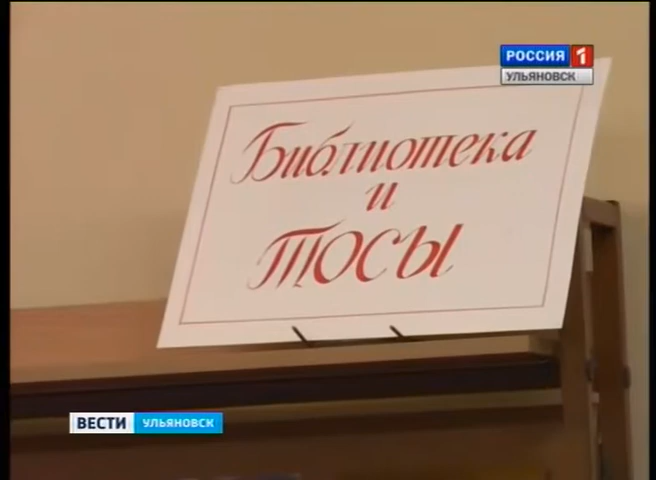 РОССИЯ 1
УЛЬЯНОВСК
Библиотека
и
ТОСЫ
ВЕСТИ УЛЬЯНОВСК